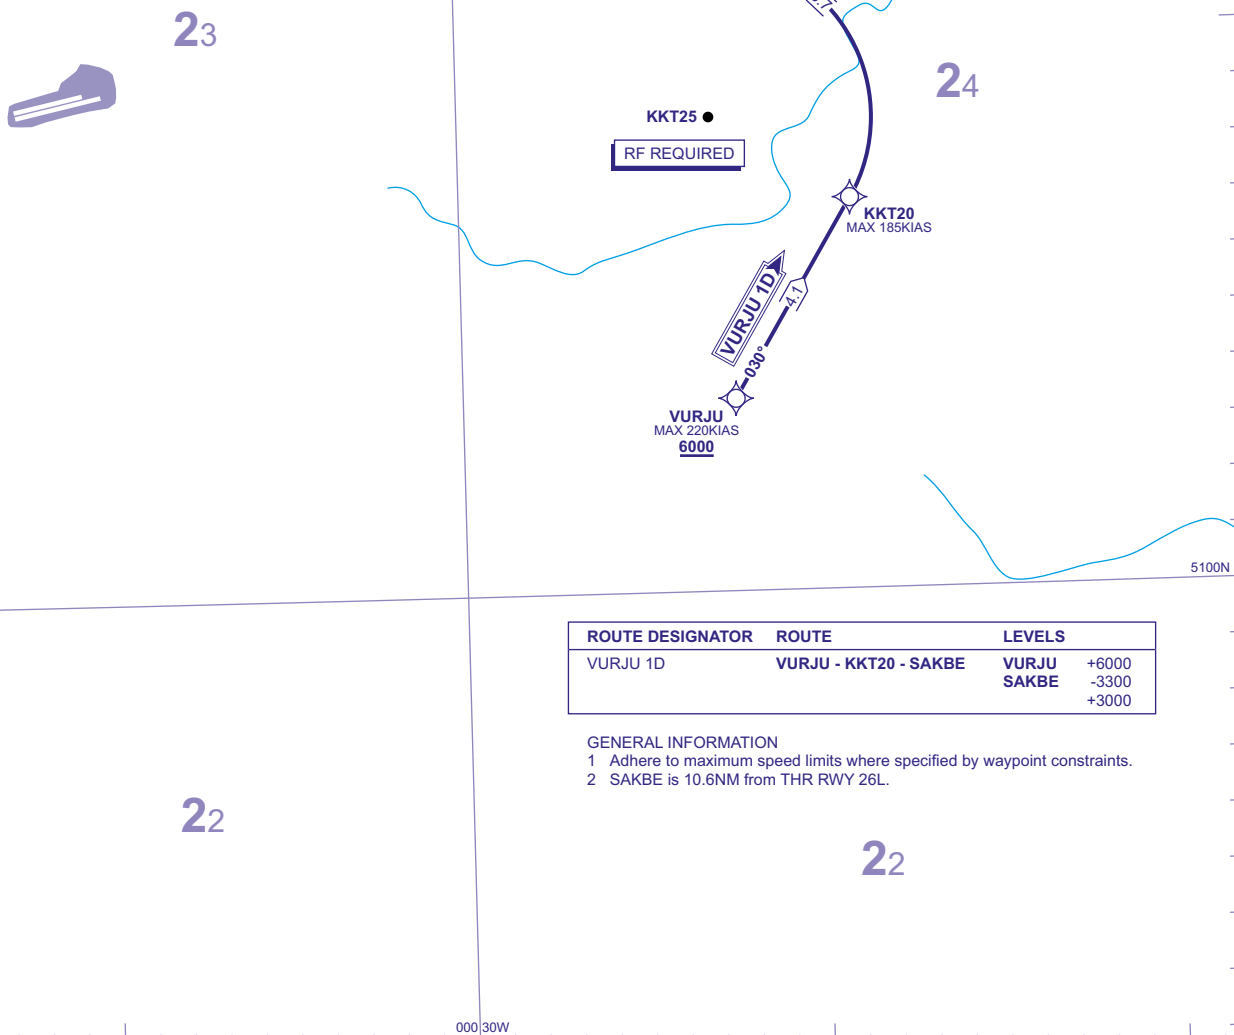 23
24
KKT25
RF REQUIRED
KKT20
MAX 185KIAS
VURJU 1D
4.1
030°
VURJU
MAX 220KIAS
6000
5100N
ROUTE DESIGNATOR ROUTE LEVELS
VURJU 1D VURJU - KKT20 - SAKBE VURJU +6000
SAKBE -3300
+3000
GENERAL INFORMATION
1 Adhere to maximum speed limits where specified by waypoint constraints.
2 SAKBE is 10.6NM from THR RWY 26L.
22
22
000 30W